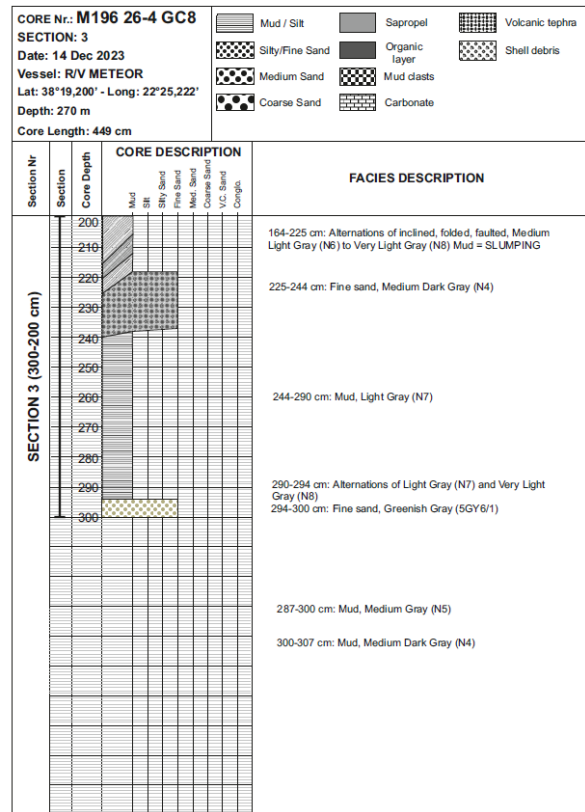 CORE Nr.: M196 26-4 GC8
SECTION: 3
Date: 14 Dec 2023
Vessel: R/V METEOR
Lat: 38°19,200' - Long: 22°25,222'
Depth: 270 m
Core Length: 449 cm
Mud / Silt
Silty/Fine Sand
Medium Sand
Coarse Sand
Sapropel
Organic
layer
Mud clasts
Carbonate
Volcanic tephra
Shell debris
Section Nr
Section
Core Depth
CORE DESCRIPTION
Mud
Silt
Silty Sand
Fine Sand
Med. Sand
Coarse Sand
V.C. Sand
Conglo.
FACIES DESCRIPTION
SECTION 3 (300-200 cm)
200
210
220
230
240
250
260
270
280
290
300
164-225 cm: Alternations of inclined, folded, faulted, Medium
Light Gray (N6) to Very Light Gray (N8) Mud = SLUMPING
225-244 cm: Fine sand, Medium Dark Gray (N4)
244-290 cm: Mud, Light Gray (N7)
290-294 cm: Alternations of Light Gray (N7) and Very Light
Gray (N8)
294-300 cm: Fine sand, Greenish Gray (5GY6/1)
287-300 cm: Mud, Medium Gray (N5)
300-307 cm: Mud, Medium Dark Gray (N4)